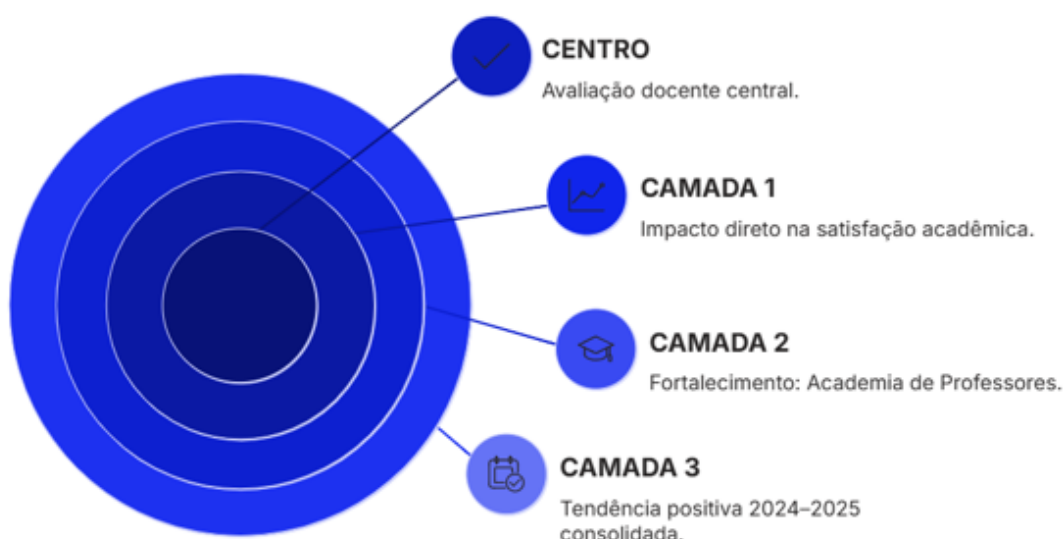 CENTRO
Avaliação docente central.
CAMADA 1
Impacto direto na satisfação acadêmica.
CAMADA 2
Fortalecimento: Academia de Professores.
CAMADA 3
Tendência positiva 2024–2025
consolidada.